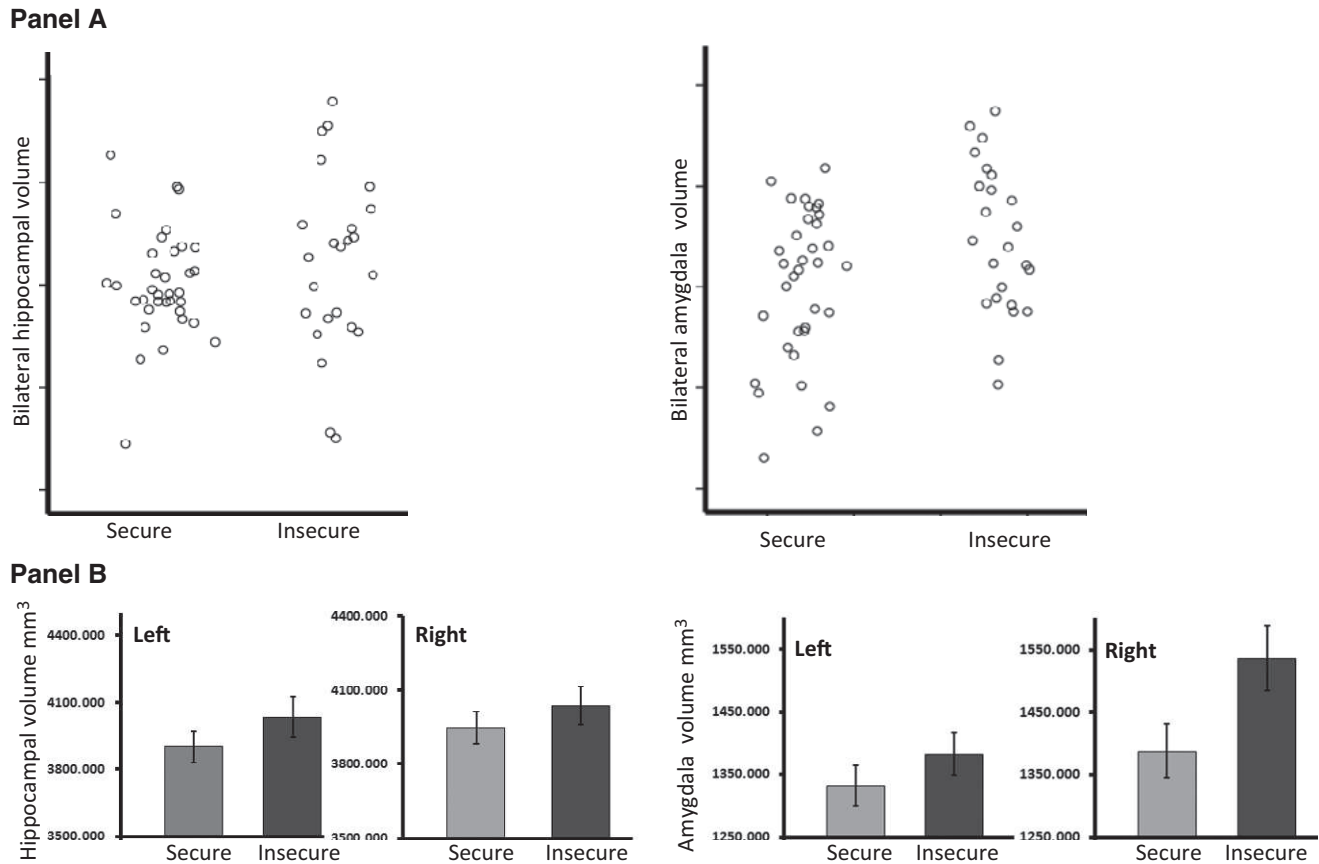 Panel A
Bilateral hippocampal volume
Secure
Insecure
Bilateral amygdala volume
Secure
Insecure
Panel B
Hippocampal volume mm³
4400.000
4100.000
3800.000
3500.000
Left
Secure
Insecure
4400.000
4100.000
3800.000
3500.000
Right
Secure
Insecure
Amygdala volume mm³
1550.000
1450.000
1350.000
1250.000
Left
Secure
Insecure
1550.000
1450.000
1350.000
1250.000
Right
Secure
Insecure